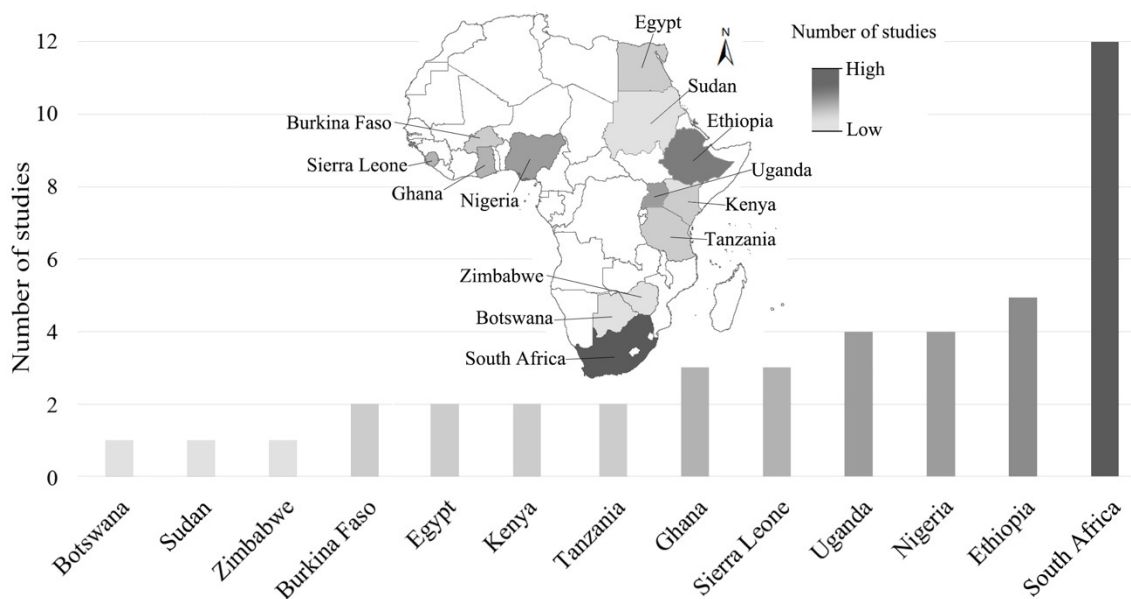 Number of studies
12
10
8
6
4
2
0
Egypt
N
Sudan
Burkina Faso
Ethiopia
Sierra Leone
Uganda
Ghana
Nigeria
Kenya
Tanzania
Zimbabwe
Botswana
South Africa
Number of studies
High
Low
Botswana
Sudan
Zimbabwe
Burkina Faso
Egypt
Kenya
Tanzania
Ghana
Sierra Leone
Uganda
Nigeria
Ethiopia
South Africa